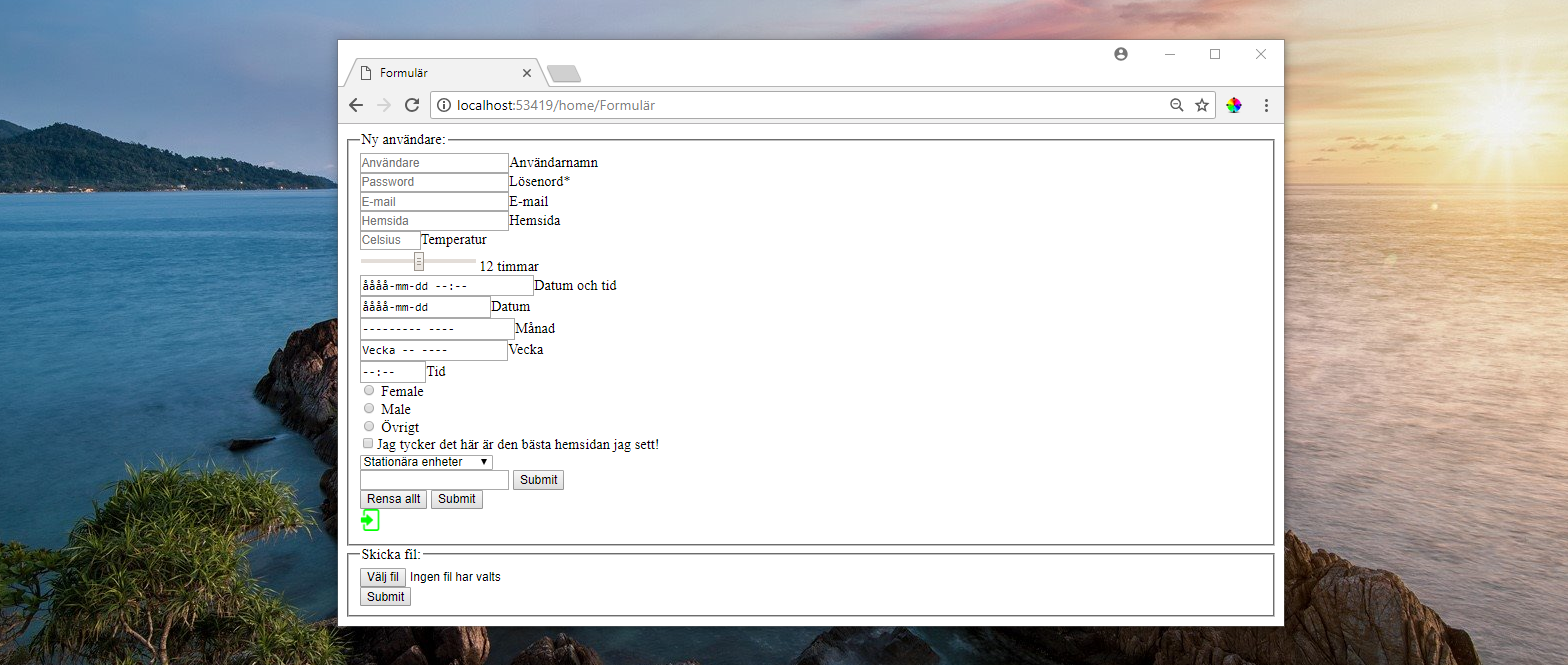 Formulär
localhost:53419/home/Formulär
Ny användare:
Användare Användarnamn
Password Lösenord*
E-mail E-mail
Hemsida Hemsida
Celsius Temperatur
12 timmar
åååå-mm-dd --:-- Datum och tid
åååå-mm-dd Datum
--------- ---- Månad
Vecka -- ---- Vecka
--:-- Tid
Female
Male
Övrigt
Jag tycker det här är den bästa hemsidan jag sett!
Stationära enheter
Submit
Rensa allt Submit
Skicka fil:
Välj fil Ingen fil har valts
Submit